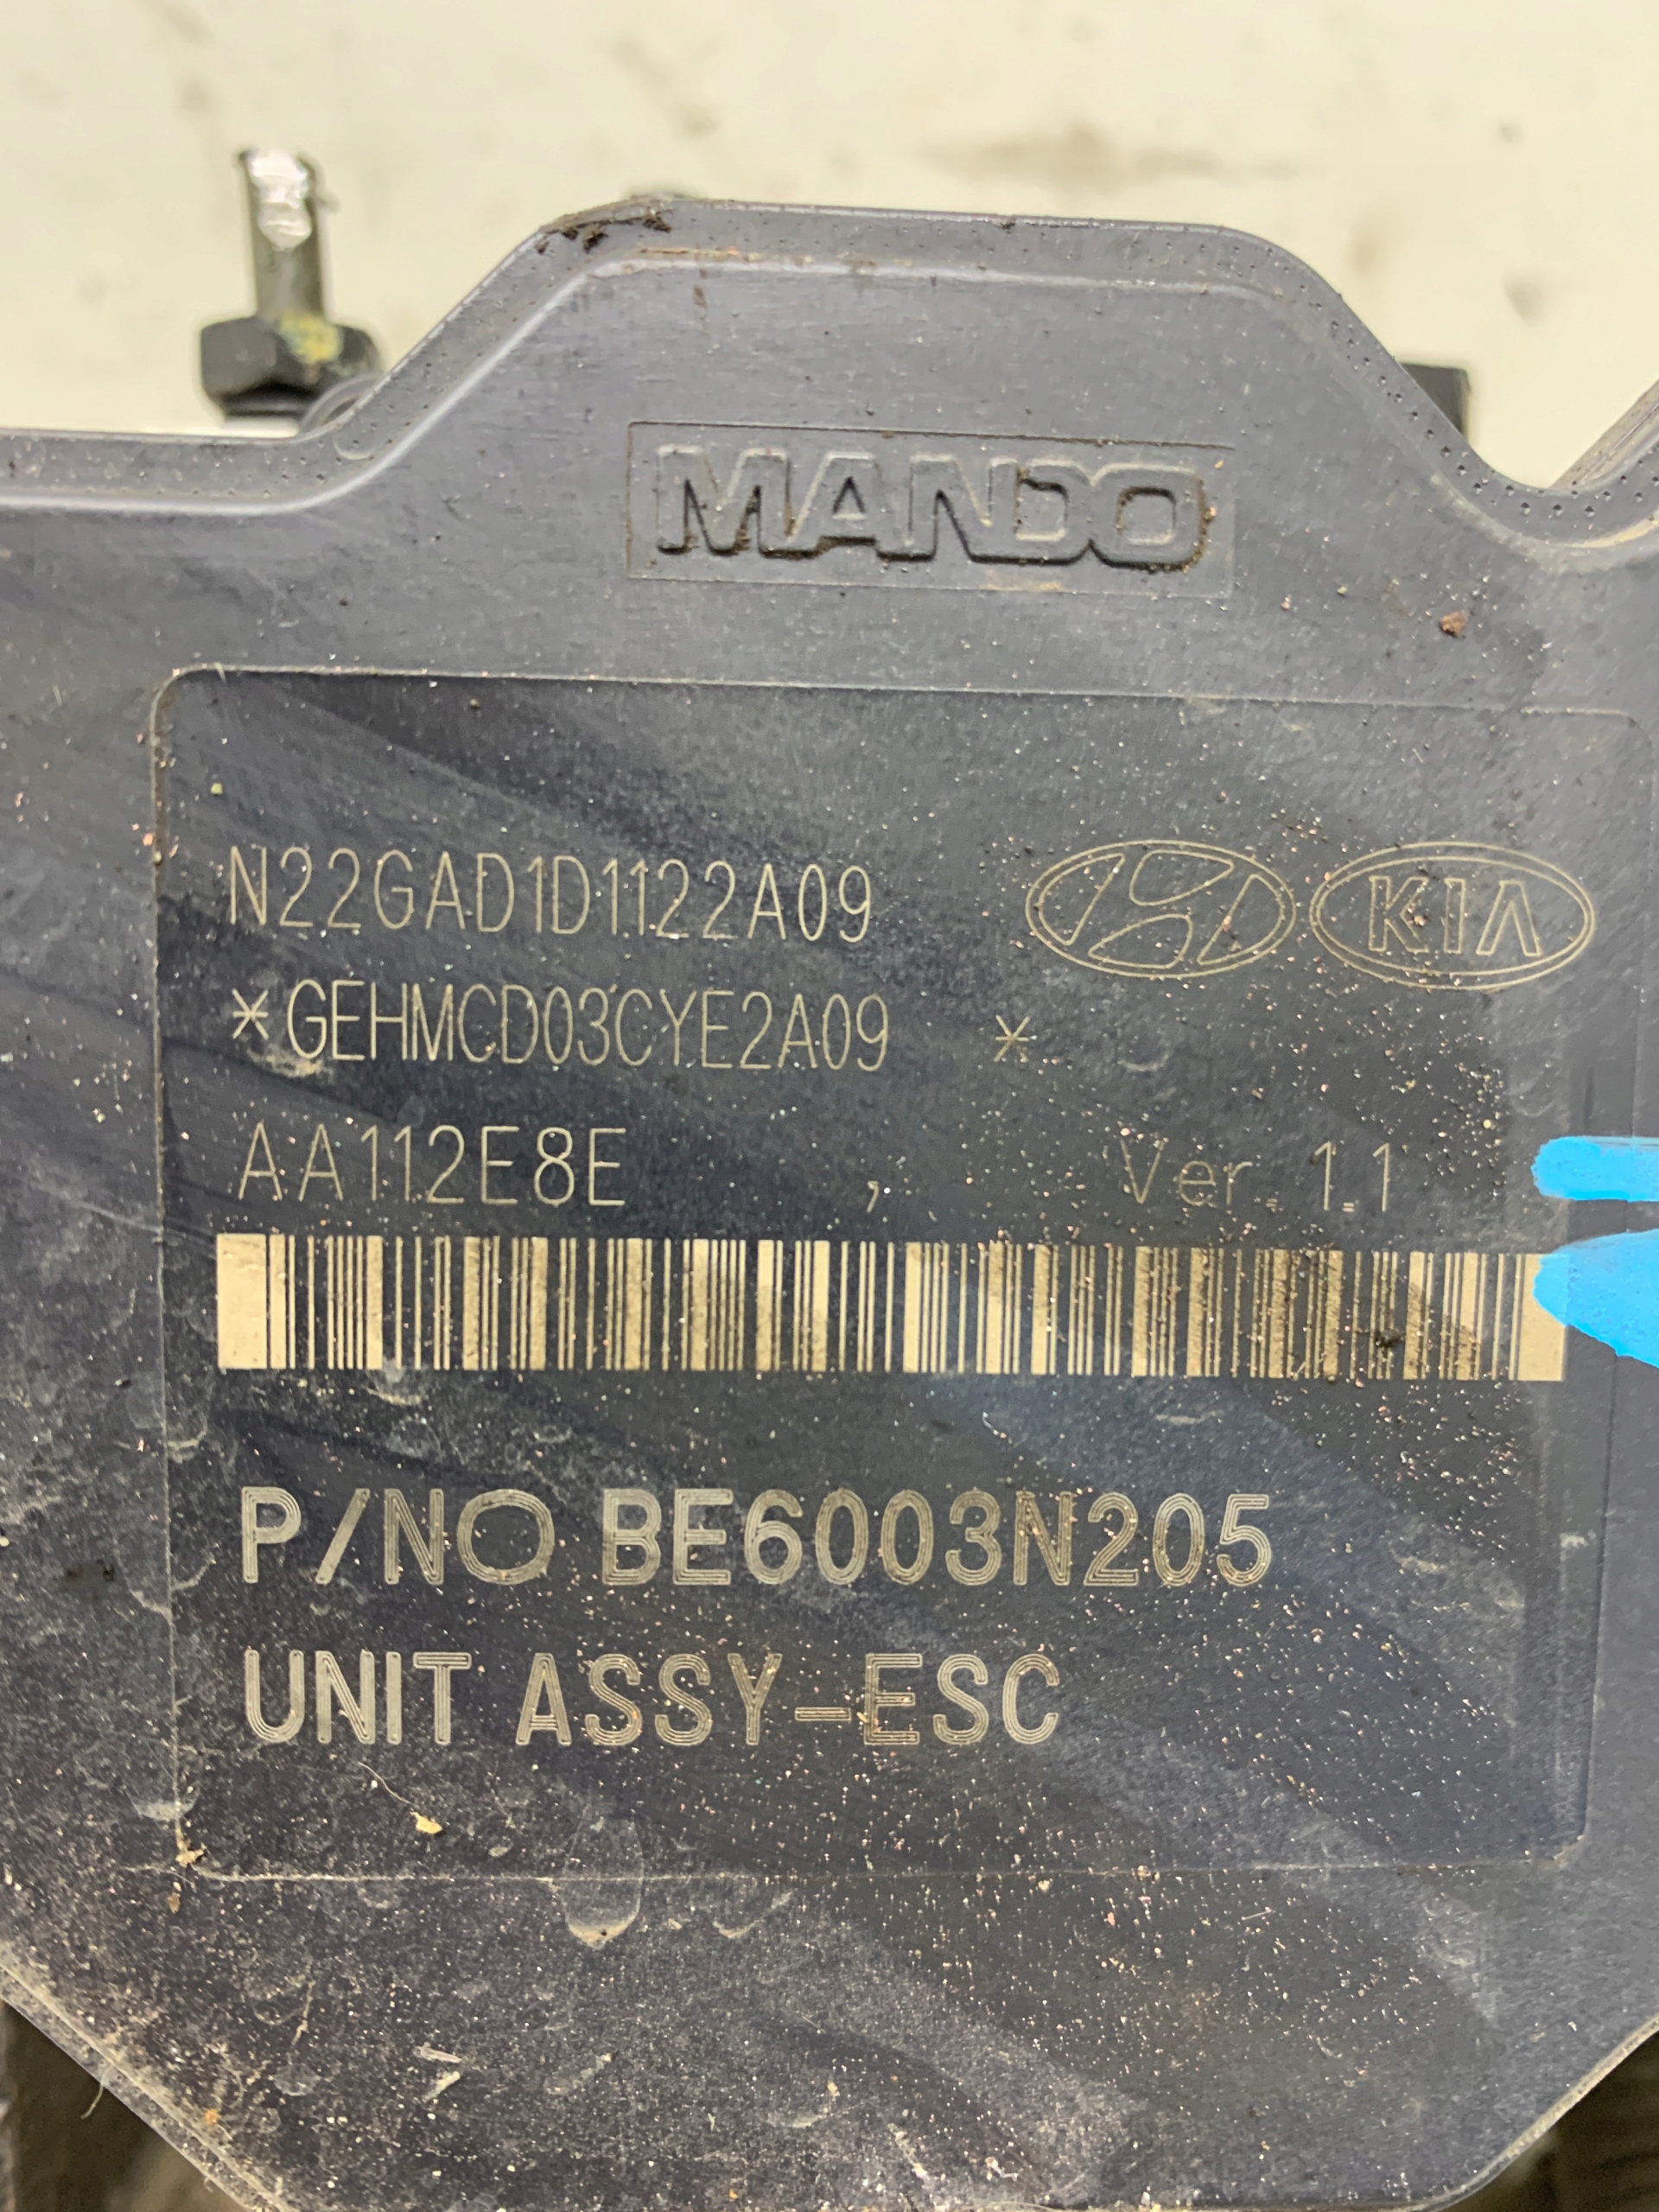 MANDO
N22GAD1D1122A09
KIA
*GEHMCD03CYE2A09 *
AA112E8E , Ver. 1.1
P/NO BE6003N205
UNIT ASSY-ESC